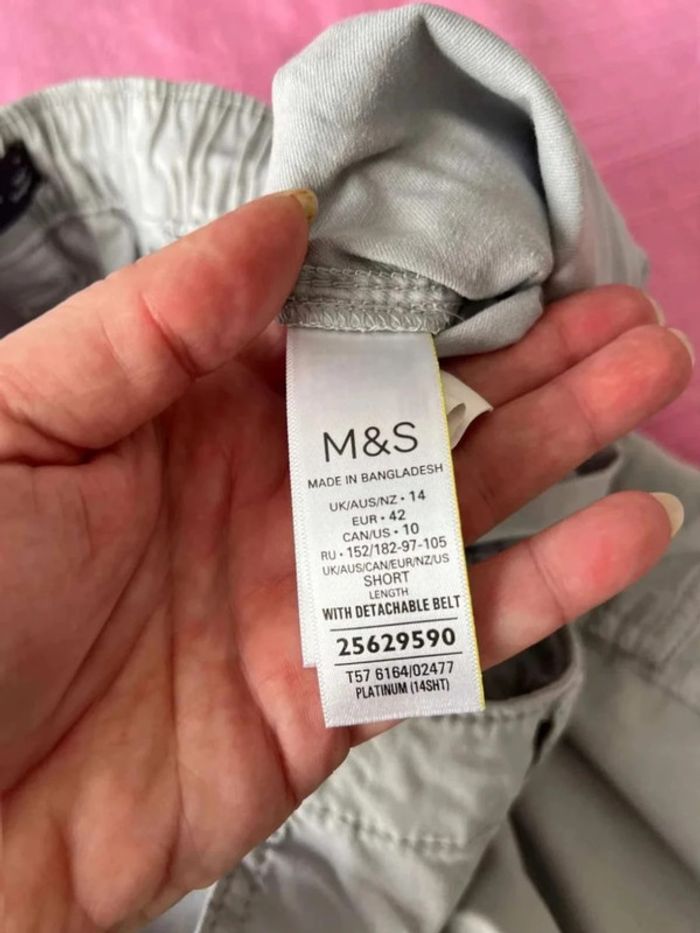 M&S
MADE IN BANGLADESH
UK/AUS/NZ • 14
EUR • 42
CAN/US • 10
RU • 152/182-97-105
UK/AUS/CAN/EUR/NZ/US
SHORT
LENGTH
WITH DETACHABLE BELT
25629590
T57 6164/02477
PLATINUM (14SHT)